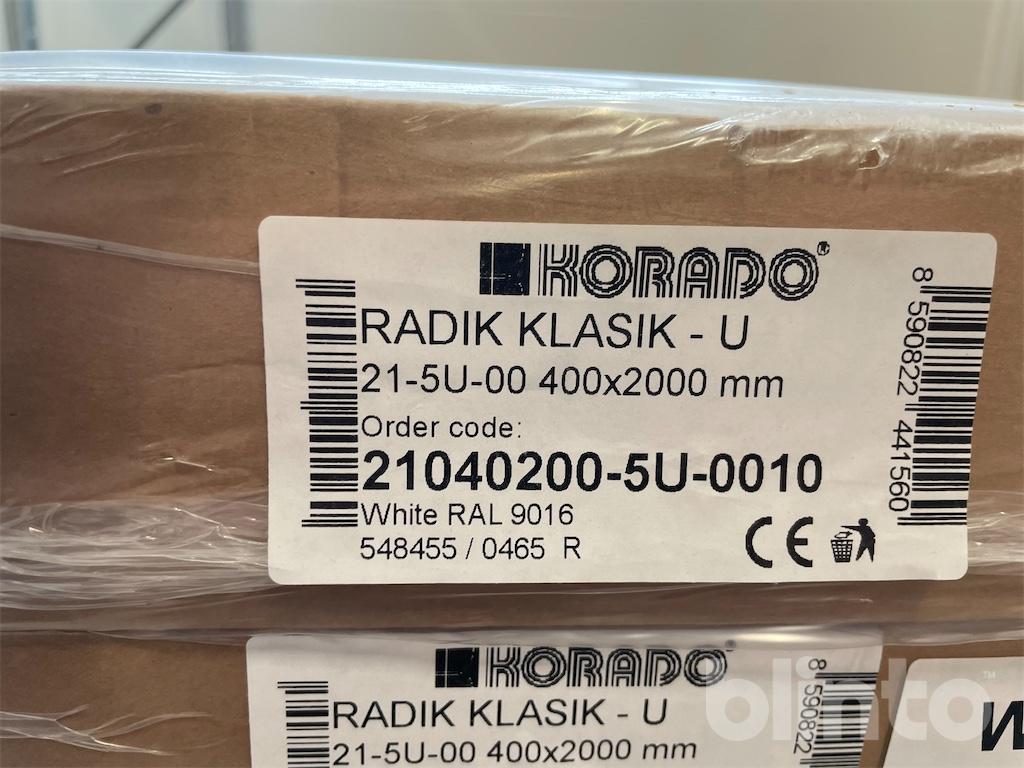 KORADO®
RADIK KLASIK - U
21-5U-00 400x2000 mm
Order code:
21040200-5U-0010
White RAL 9016
548455 / 0465 R
CE
8 590822 441560
KORADO
RADIK KLASIK - U
21-5U-00 400x2000 mm
8 590822
blinto™